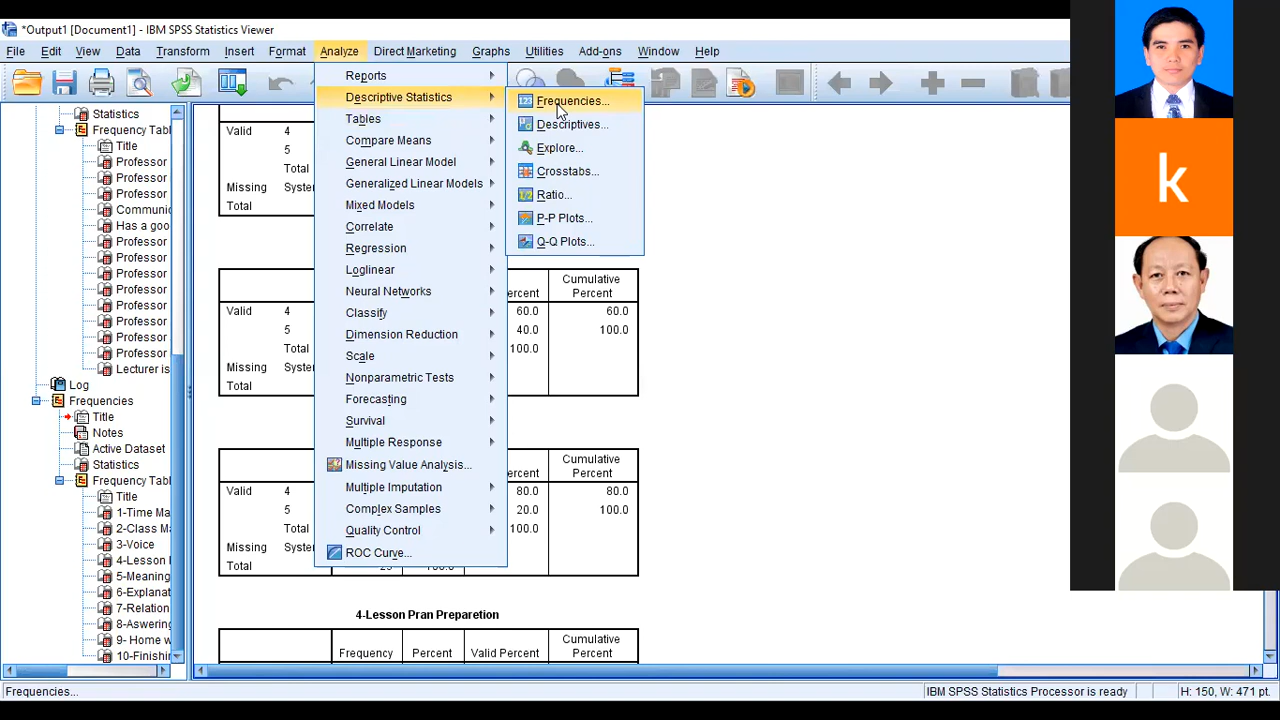 *Output1 [Document1] - IBM SPSS Statistics Viewer
File Edit View Data Transform Insert Format Analyze Direct Marketing Graphs Utilities Add-ons Window Help
Statistics
Frequency Tabl
Title
Professor
Professor
Professor
Communic
Has a goo
Professor
Professor
Professor
Professor
Professor
Professor
Professor
Professor
Lecturer is
Log
Frequencies
Title
Notes
Active Dataset
Statistics
Frequency Tabl
Title
1-Time Ma
2-Class M
3-Voice
4-Lesson
5-Meaning
6-Explana
7-Relation
8-Aswering
9- Home w
10-Finishin
Reports
Descriptive Statistics
Tables
Compare Means
General Linear Model
Generalized Linear Models
Mixed Models
Correlate
Regression
Loglinear
Neural Networks
Classify
Dimension Reduction
Scale
Nonparametric Tests
Forecasting
Survival
Multiple Response
Missing Value Analysis...
Multiple Imputation
Complex Samples
Quality Control
ROC Curve...
Frequencies...
Descriptives...
Explore...
Crosstabs...
Ratio...
P-P Plots...
Q-Q Plots...
Valid 4
5
Total
Missing Syster
Total
ercent Cumulative Percent
Valid 4 60.0 60.0
5 40.0 100.0
Total 100.0
Missing Syste
Total
ercent Cumulative Percent
Valid 4 80.0 80.0
5 20.0 100.0
Total 100.0
Missing Syste
Total
4-Lesson Pran Preparation
Frequency Percent Valid Percent Cumulative Percent
k
Frequencies...
IBM SPSS Statistics Processor is ready
H: 150, W: 471 pt.